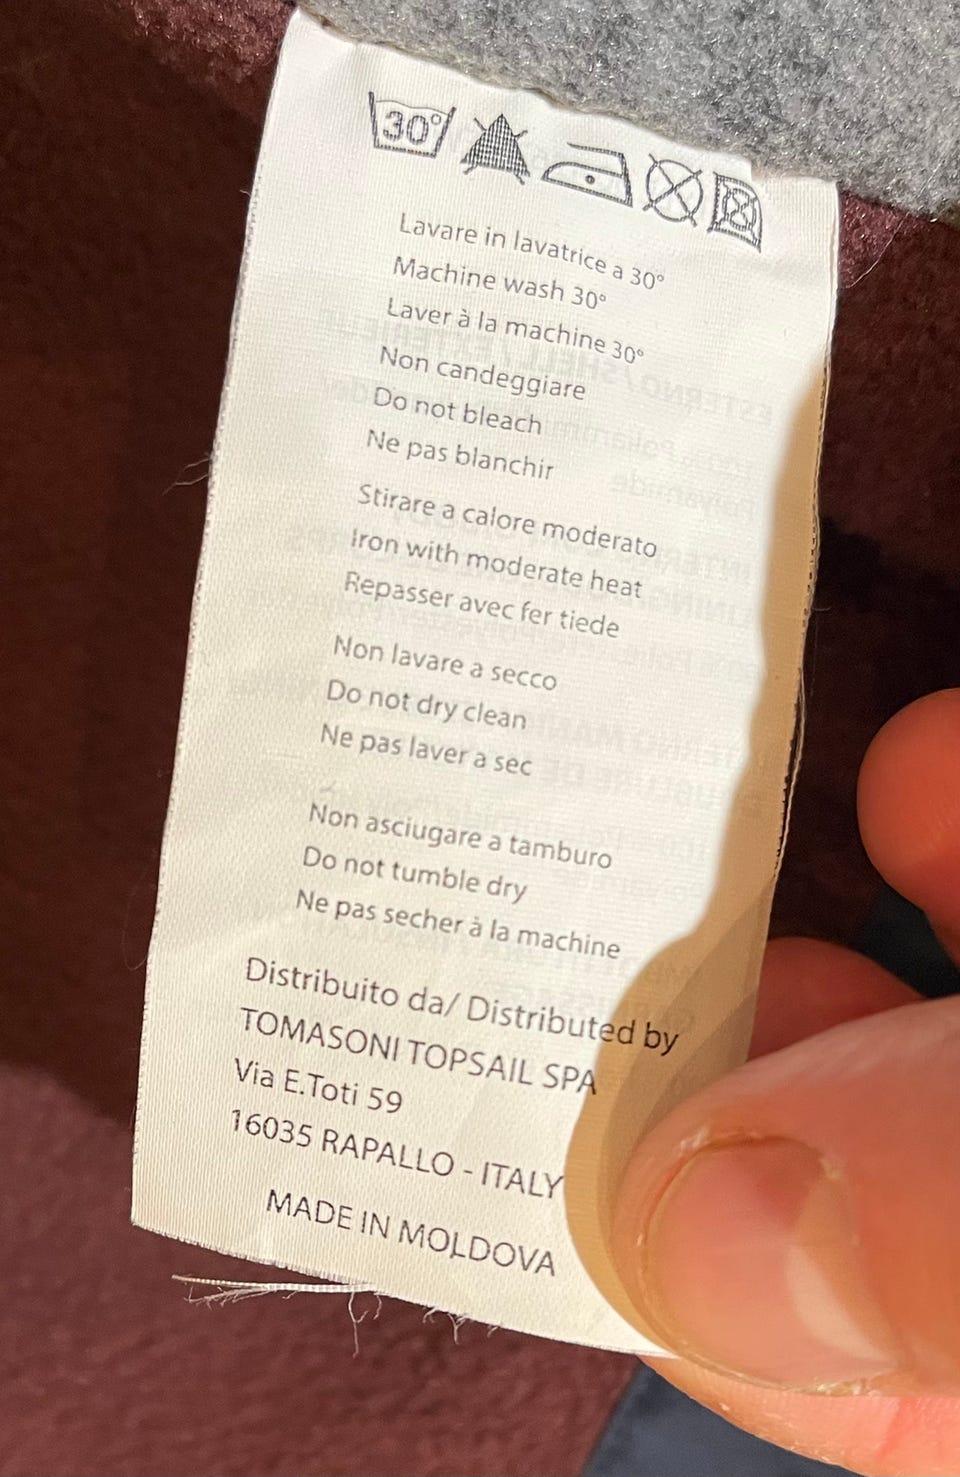 30°
Lavare in lavatrice a 30°
Machine wash 30°
Laver à la machine 30°
Non candeggiare
Do not bleach
Ne pas blanchir
Stirare a calore moderato
Iron with moderate heat
Repasser avec fer tiede
Non lavare a secco
Do not dry clean
Ne pas laver a sec
Non asciugare a tamburo
Do not tumble dry
Ne pas secher à la machine
Distribuito da/ Distributed by
TOMASONI TOPSAIL SPA
Via E.Toti 59
16035 RAPALLO - ITALY
MADE IN MOLDOVA